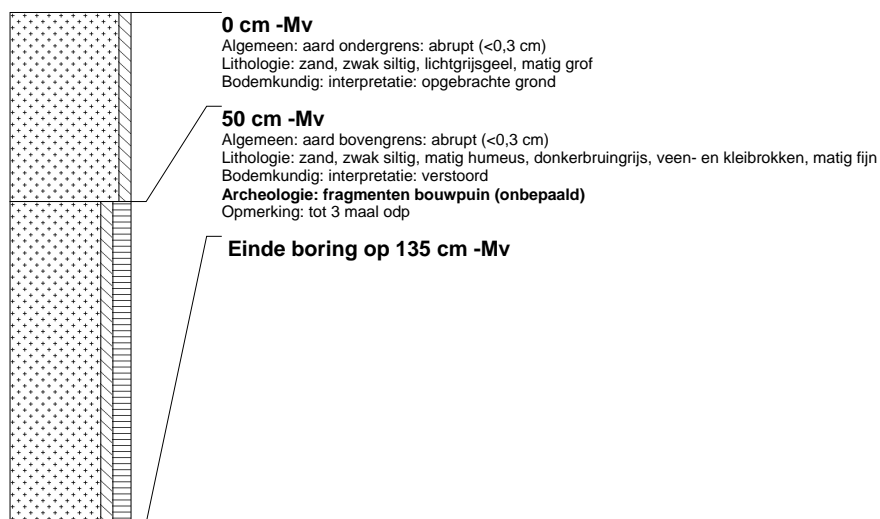 0 cm -Mv
Algemeen: aard ondergrens: abrupt (<0,3 cm)
Lithologie: zand, zwak siltig, lichtgrijsgeel, matig grof
Bodemkundig: interpretatie: opgebrachte grond
50 cm -Mv
Algemeen: aard bovengrens: abrupt (<0,3 cm)
Lithologie: zand, zwak siltig, matig humeus, donkerbruingrijs, veen- en kleibrokken, matig fijn
Bodemkundig: interpretatie: verstoord
Archeologie: fragmenten bouwpuin (onbepaald)
Opmerking: tot 3 maal odp
Einde boring op 135 cm -Mv